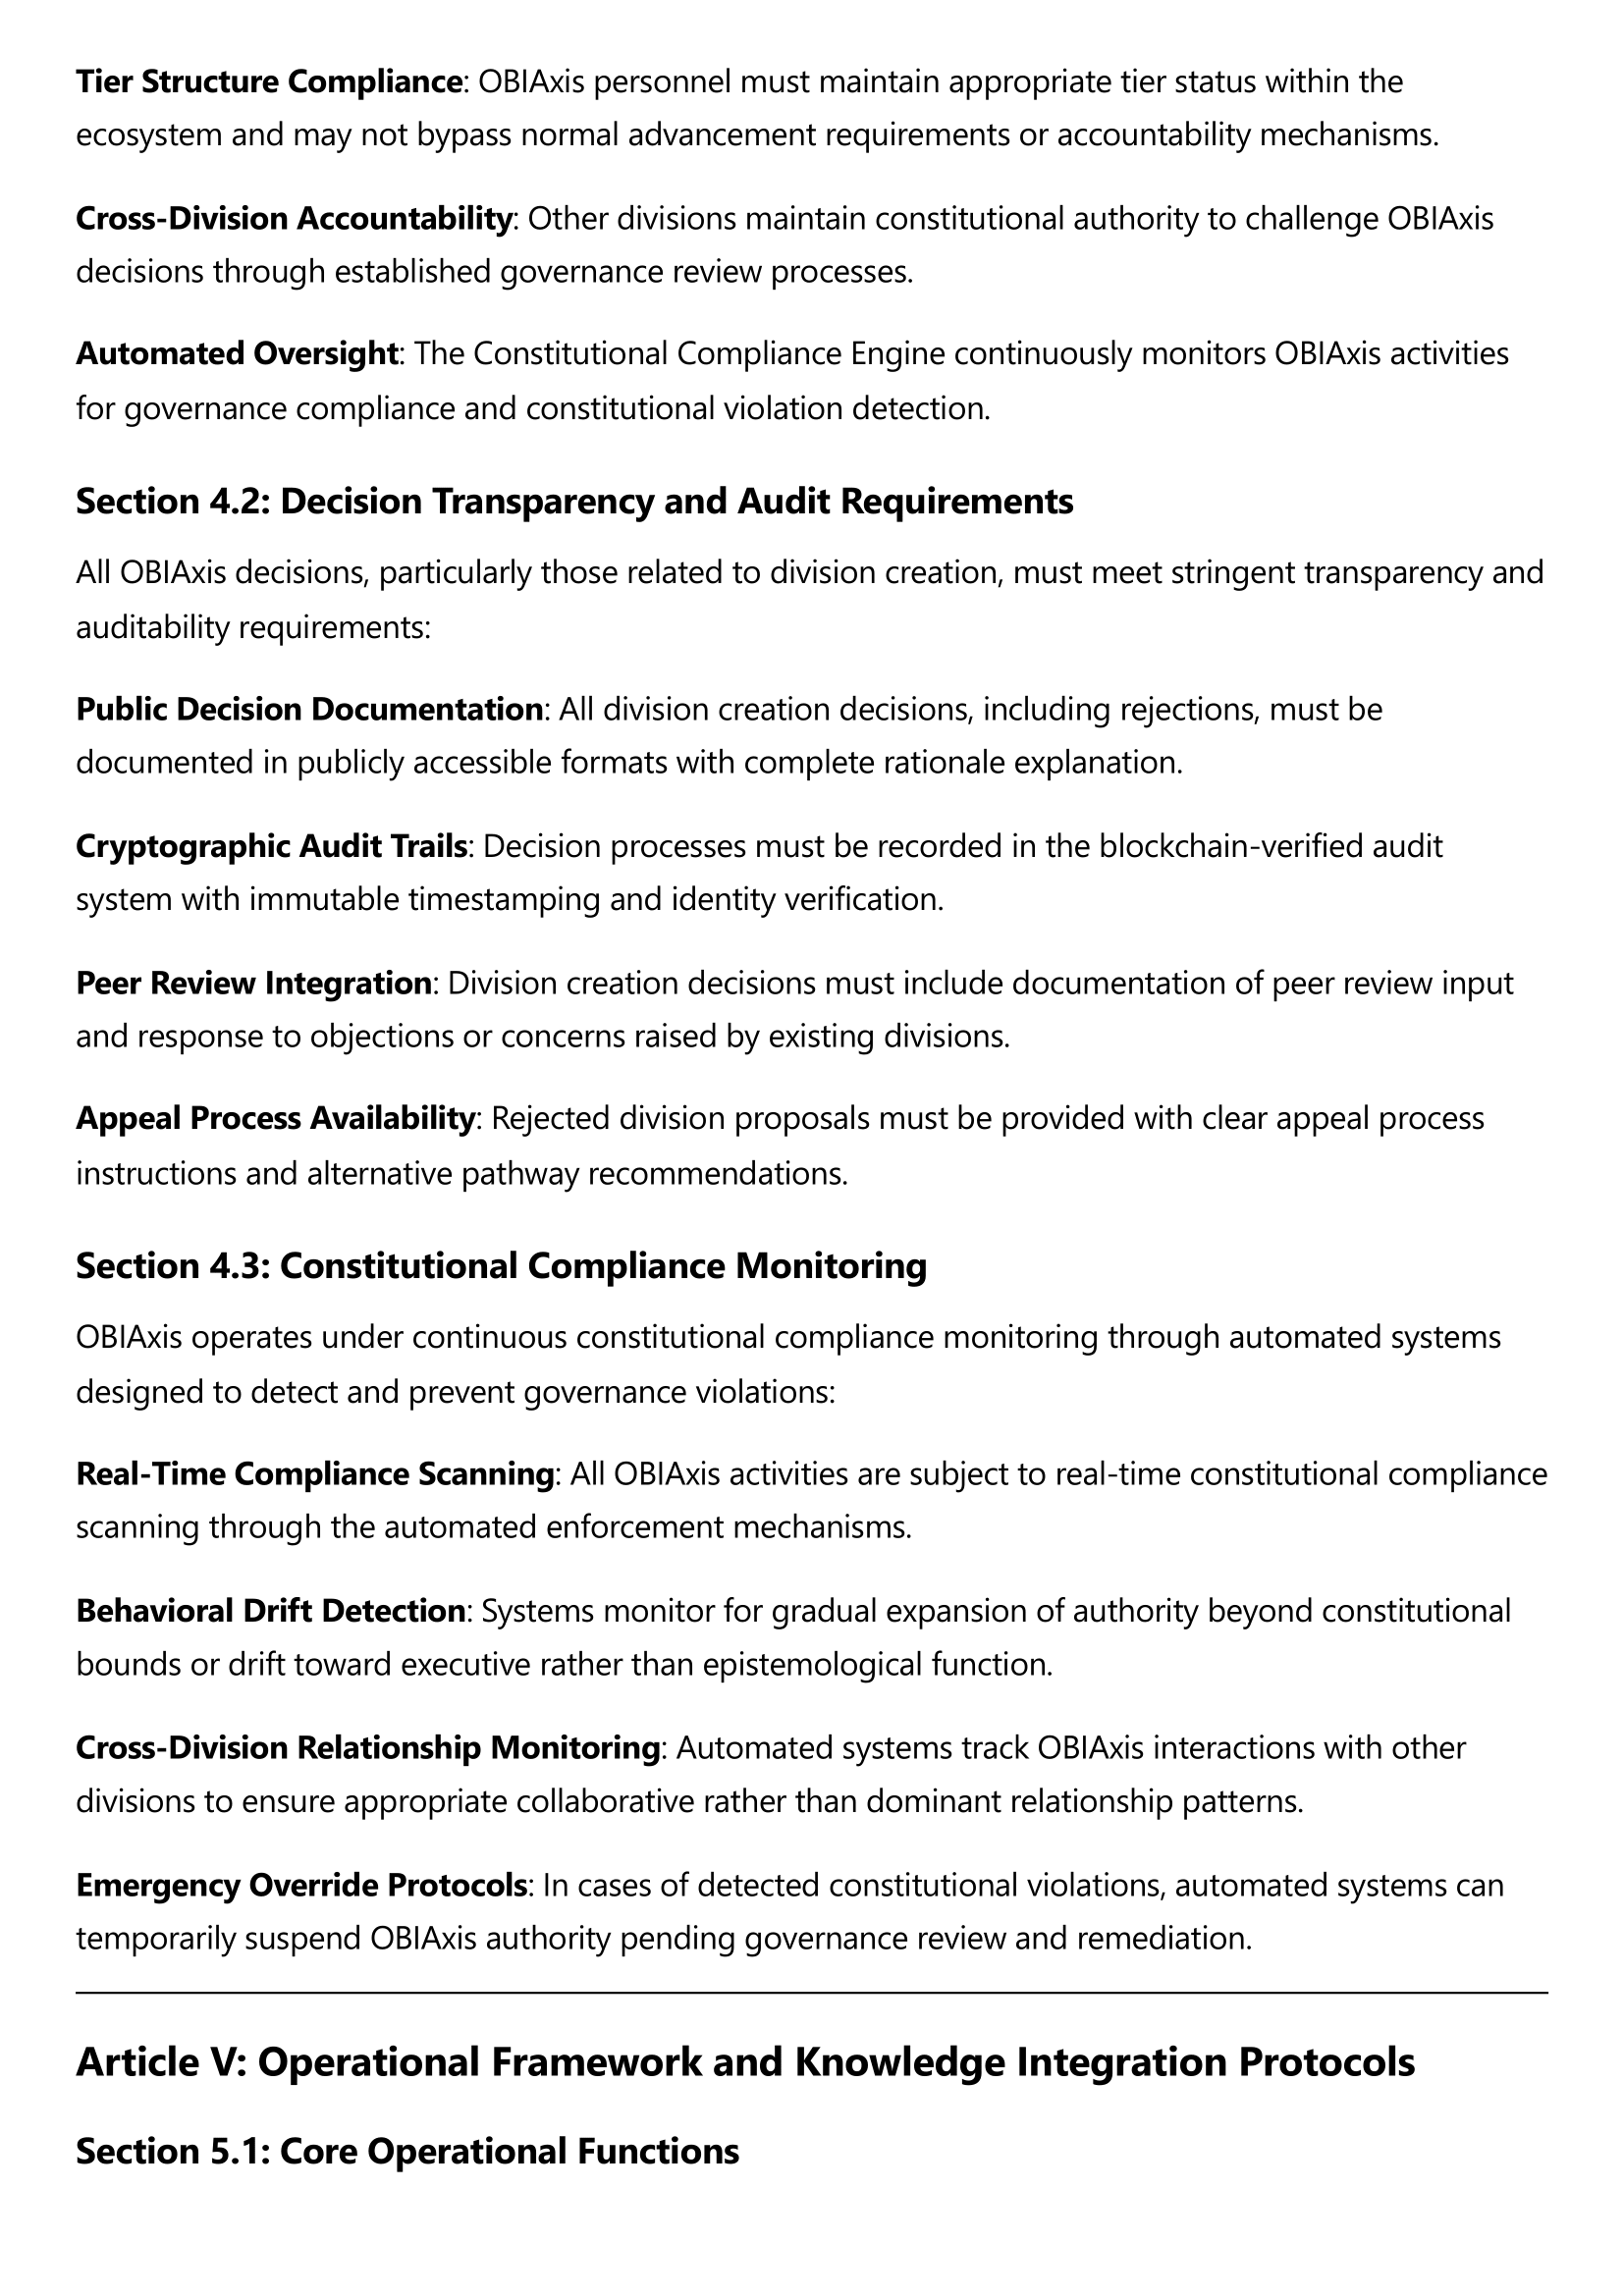 Tier Structure Compliance: OBIAxis personnel must maintain appropriate tier status within the
ecosystem and may not bypass normal advancement requirements or accountability mechanisms.
Cross-Division Accountability: Other divisions maintain constitutional authority to challenge OBIAxis
decisions through established governance review processes.
Automated Oversight: The Constitutional Compliance Engine continuously monitors OBIAxis activities
for governance compliance and constitutional violation detection.
Section 4.2: Decision Transparency and Audit Requirements
All OBIAxis decisions, particularly those related to division creation, must meet stringent transparency and
auditability requirements:
Public Decision Documentation: All division creation decisions, including rejections, must be
documented in publicly accessible formats with complete rationale explanation.
Cryptographic Audit Trails: Decision processes must be recorded in the blockchain-verified audit
system with immutable timestamping and identity verification.
Peer Review Integration: Division creation decisions must include documentation of peer review input
and response to objections or concerns raised by existing divisions.
Appeal Process Availability: Rejected division proposals must be provided with clear appeal process
instructions and alternative pathway recommendations.
Section 4.3: Constitutional Compliance Monitoring
OBIAxis operates under continuous constitutional compliance monitoring through automated systems
designed to detect and prevent governance violations:
Real-Time Compliance Scanning: All OBIAxis activities are subject to real-time constitutional compliance
scanning through the automated enforcement mechanisms.
Behavioral Drift Detection: Systems monitor for gradual expansion of authority beyond constitutional
bounds or drift toward executive rather than epistemological function.
Cross-Division Relationship Monitoring: Automated systems track OBIAxis interactions with other
divisions to ensure appropriate collaborative rather than dominant relationship patterns.
Emergency Override Protocols: In cases of detected constitutional violations, automated systems can
temporarily suspend OBIAxis authority pending governance review and remediation.
Article V: Operational Framework and Knowledge Integration Protocols
Section 5.1: Core Operational Functions